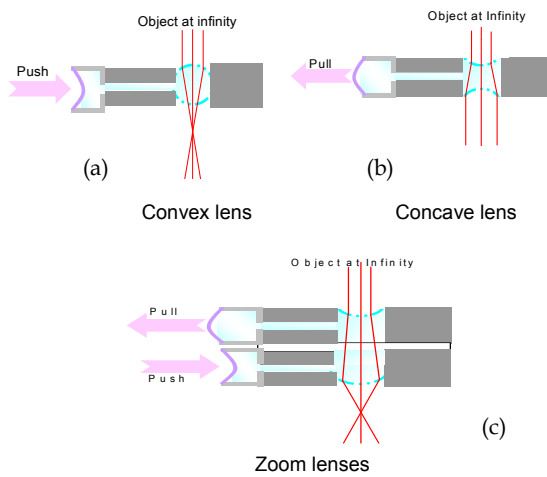 Object at infinity
Push
(a)
Convex lens
Object at Infinity
Pull
(b)
Concave lens
Object at Infinity
Pull
Push
(c)
Zoom lenses